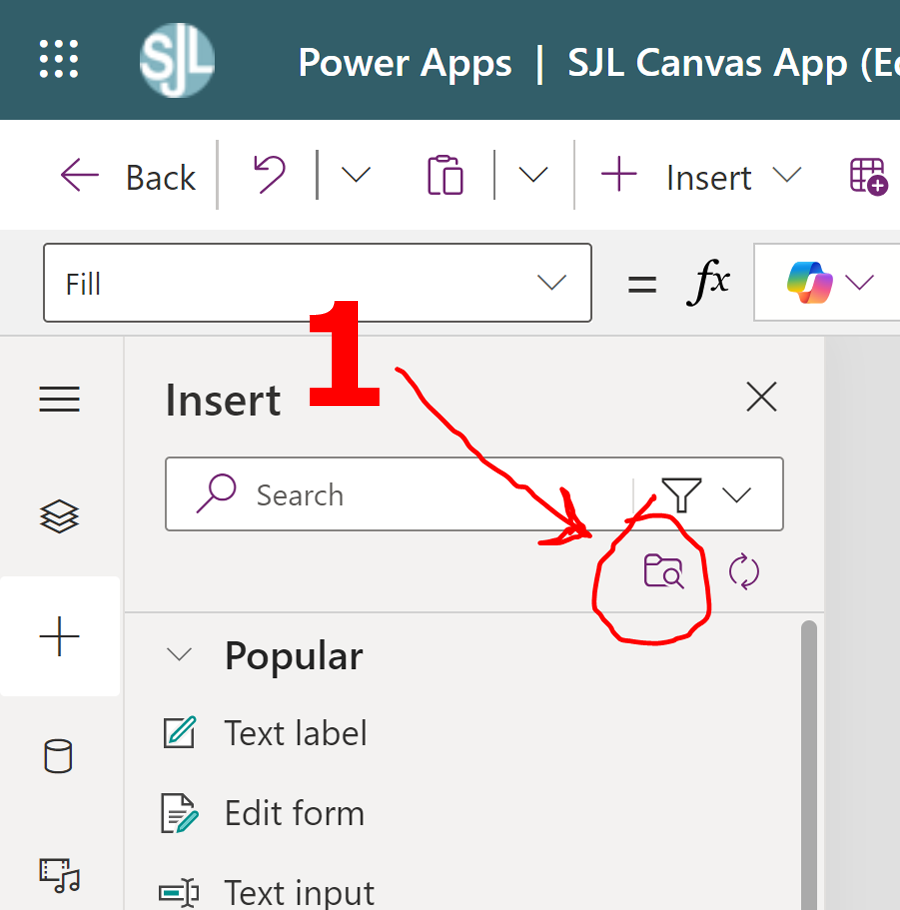 SJL
Power Apps | SJL Canvas App (Ed
Back
Insert
Fill
= fx
1
Insert
Search
Popular
Text label
Edit form
Text input